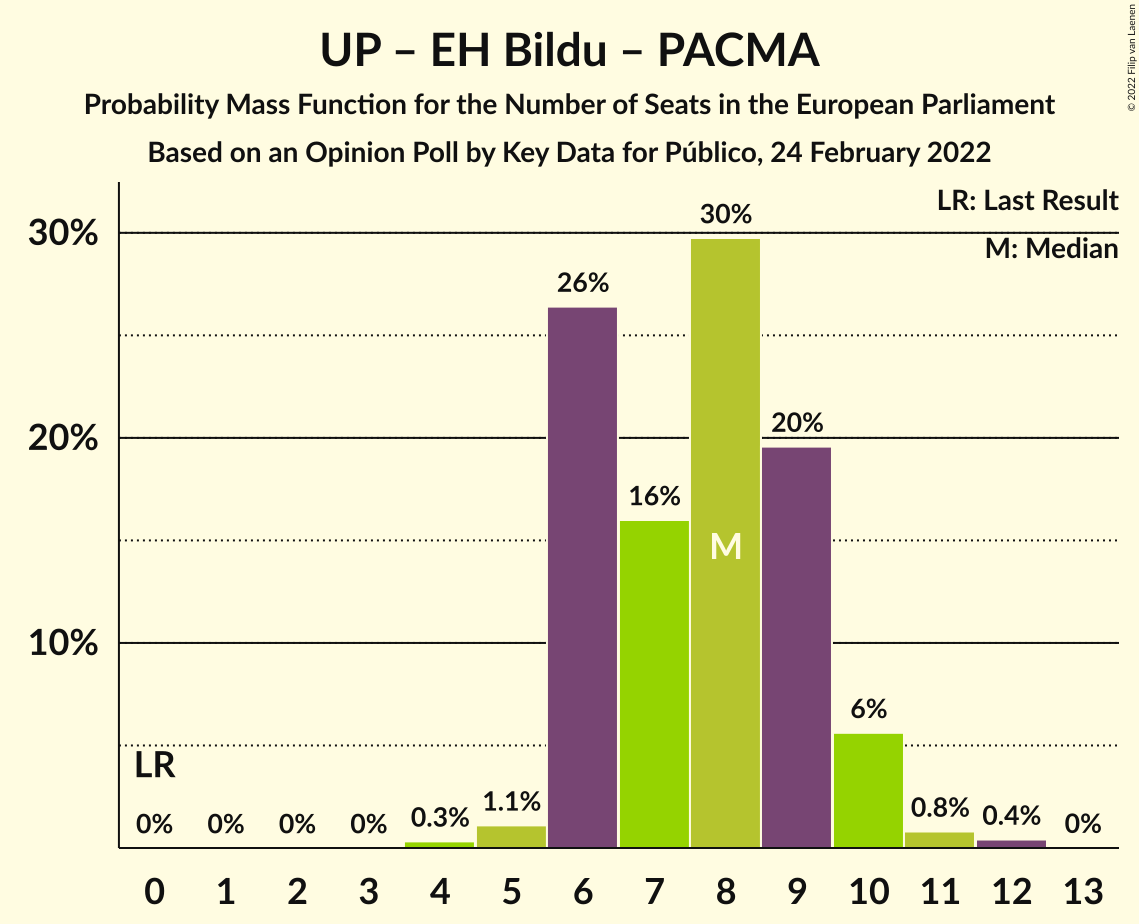 UP – EH Bildu – PACMA
Probability Mass Function for the Number of Seats in the European Parliament
Based on an Opinion Poll by Key Data for Público, 24 February 2022
© 2022 Filip van Laenen
LR: Last Result
M: Median
30%
20%
10%
30%
26%
20%
16%
M
6%
LR
0%
0%
0%
0%
0.3%
1.1%
0.8%
0.4%
0%
0 1 2 3 4 5 6 7 8 9 10 11 12 13